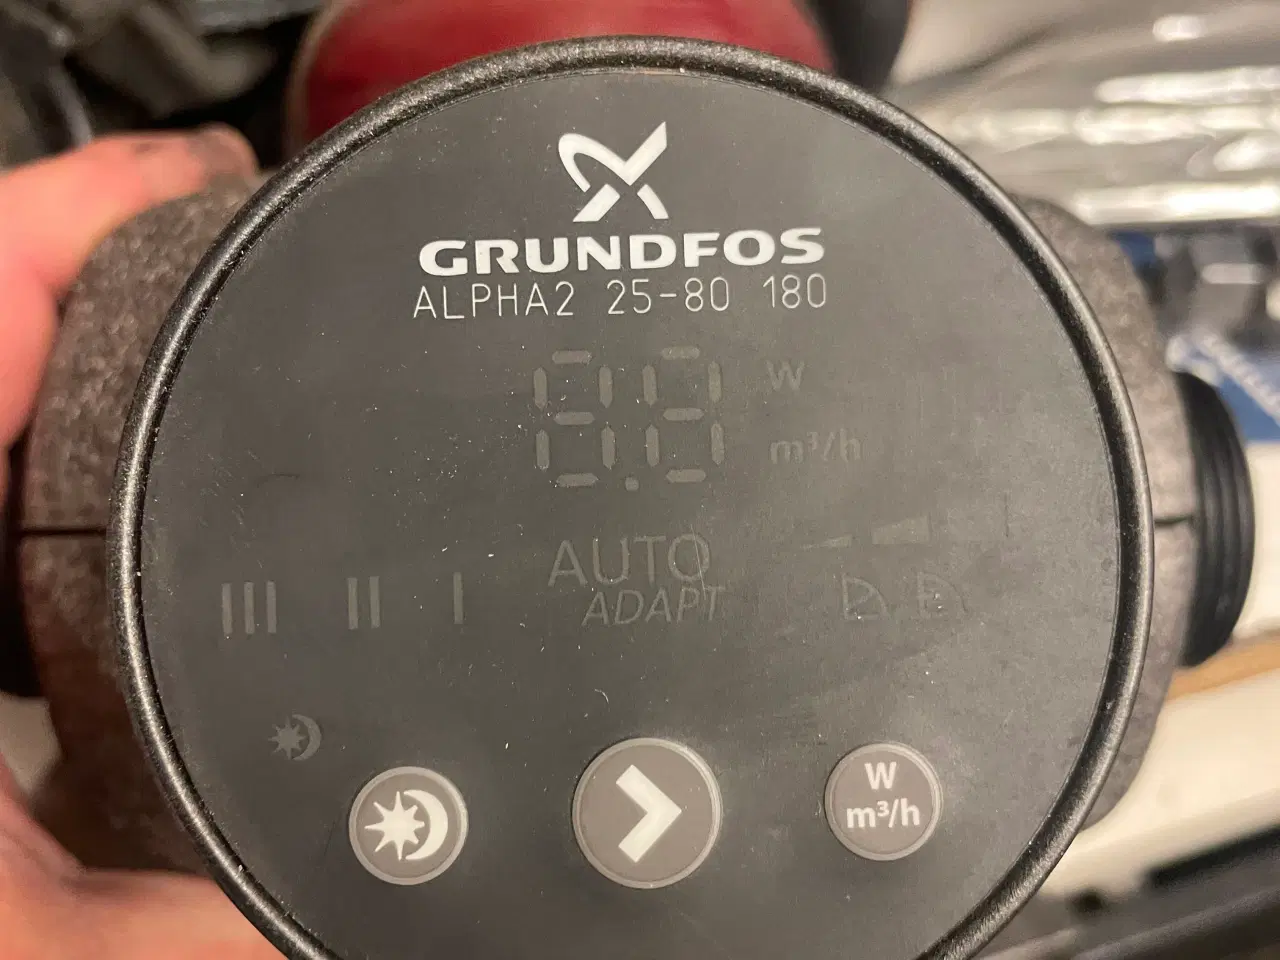 GRUNDFOS
ALPHA2 25-80 180
8.8 W
m³/h
AUTO
ADAPT
III II I
W
m³/h